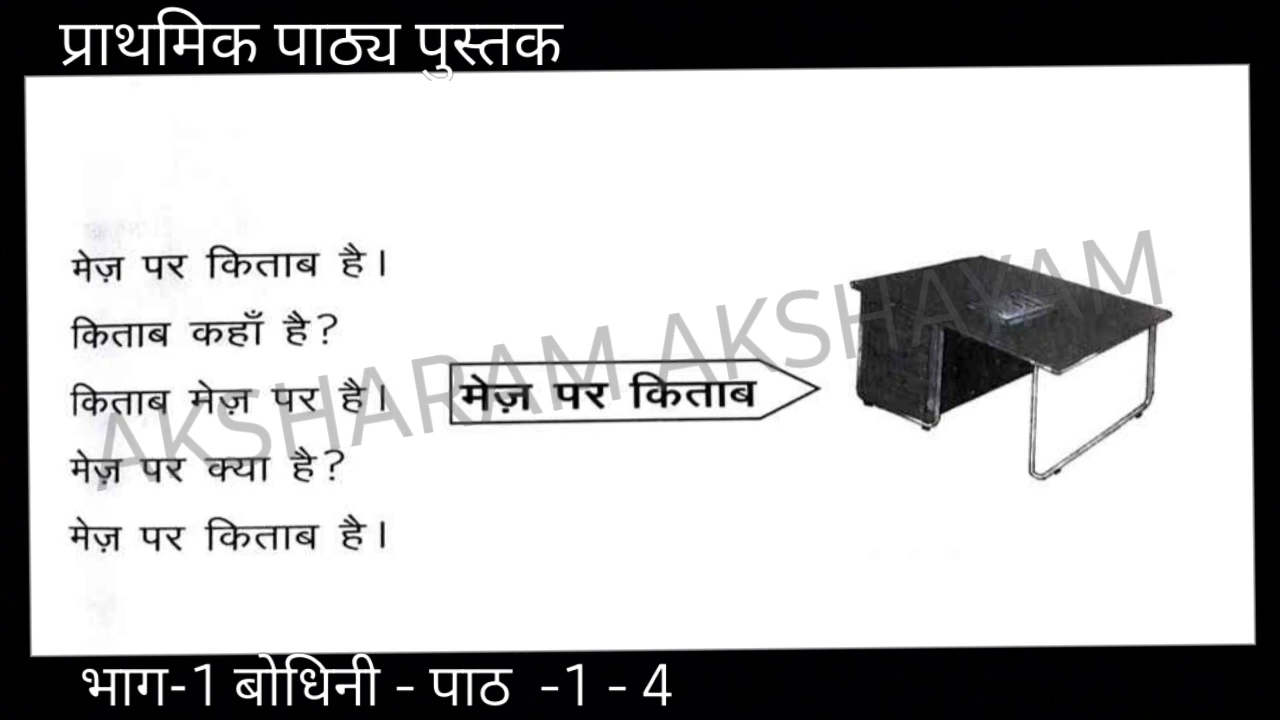 प्राथमिक पाठ्य पुस्तक
मेज़ पर किताब है।
किताब कहाँ है?
किताब मेज़ पर है।
मेज़ पर क्या है?
मेज़ पर किताब है।
मेज़ पर किताब
AKSHARAM AKSHAYAM
भाग-1 बोधिनी - पाठ -1 - 4